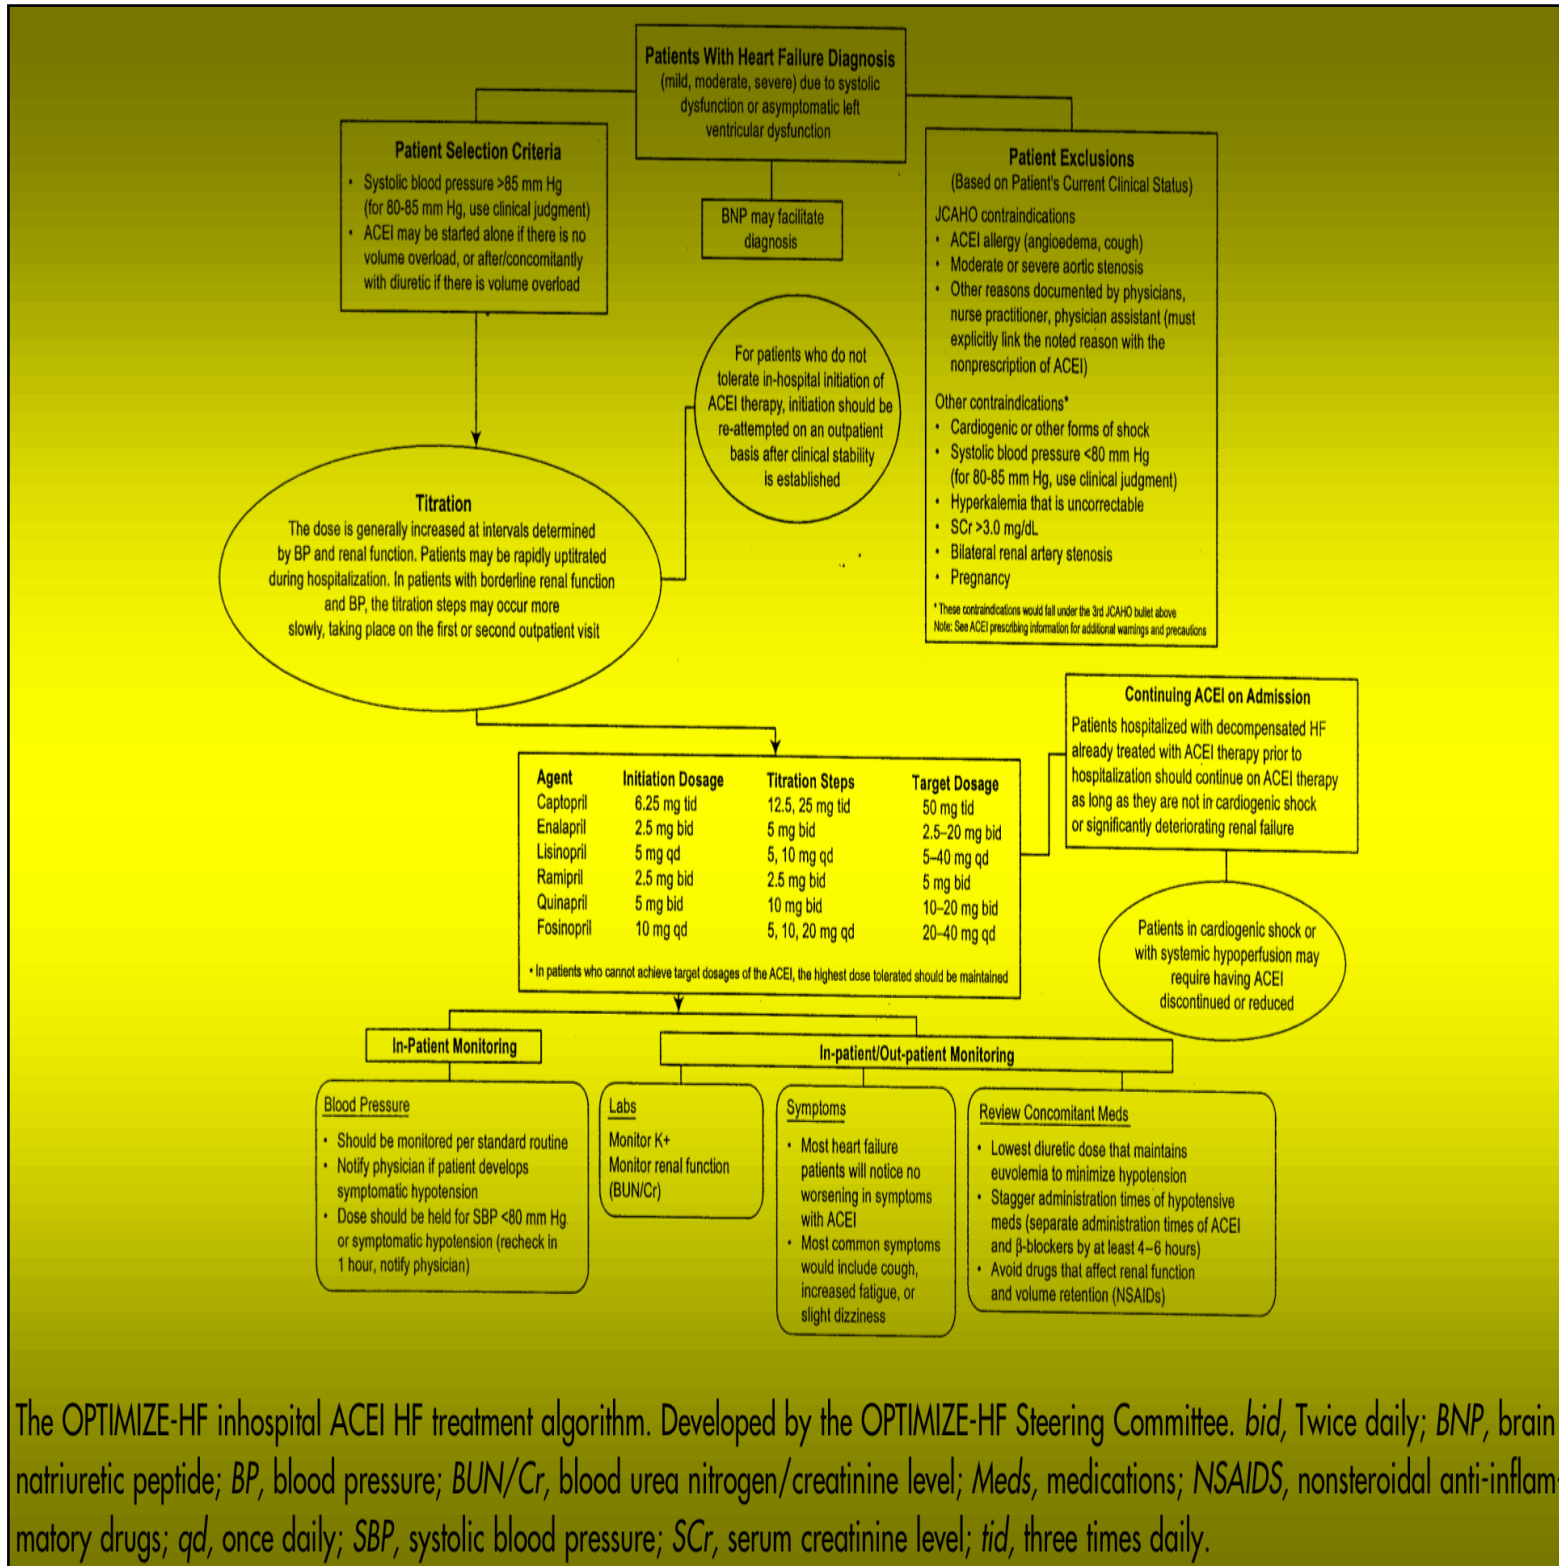 Patients With Heart Failure Diagnosis
(mild, moderate, severe) due to systolic
dysfunction or asymptomatic left
ventricular dysfunction
Patient Selection Criteria
• Systolic blood pressure >85 mm Hg
(for 80-85 mm Hg, use clinical judgment)
• ACEI may be started alone if there is no
volume overload, or after/concomitantly
with diuretic if there is volume overload
BNP may facilitate
diagnosis
Patient Exclusions
(Based on Patient's Current Clinical Status)
JCAHO contraindications
• ACEI allergy (angioedema, cough)
• Moderate or severe aortic stenosis
• Other reasons documented by physicians,
nurse practitioner, physician assistant (must
explicitly link the noted reason with the
nonprescription of ACEI)
Other contraindications*
• Cardiogenic or other forms of shock
• Systolic blood pressure <80 mm Hg
(for 80-85 mm Hg, use clinical judgment)
• Hyperkalemia that is uncorrectable
• SCr >3.0 mg/dL
• Bilateral renal artery stenosis
• Pregnancy
* These contraindications would fall under the 3rd JCAHO bullet above
Note: See ACEI prescribing information for additional warnings and precautions
For patients who do not
tolerate in-hospital initiation of
ACEI therapy, initiation should be
re-attempted on an outpatient
basis after clinical stability
is established
Titration
The dose is generally increased at intervals determined
by BP and renal function. Patients may be rapidly uptitrated
during hospitalization. In patients with borderline renal function
and BP, the titration steps may occur more
slowly, taking place on the first or second outpatient visit
Continuing ACEI on Admission
Patients hospitalized with decompensated HF
already treated with ACEI therapy prior to
hospitalization should continue on ACEI therapy
as long as they are not in cardiogenic shock
or significantly deteriorating renal failure
Patients in cardiogenic shock or
with systemic hypoperfusion may
require having ACEI
discontinued or reduced
Agent Initiation Dosage Titration Steps Target Dosage
Captopril 6.25 mg tid 12.5, 25 mg tid 50 mg tid
Enalapril 2.5 mg bid 5 mg bid 2.5–20 mg bid
Lisinopril 5 mg qd 5, 10 mg qd 5–40 mg qd
Ramipril 2.5 mg bid 2.5 mg bid 5 mg bid
Quinapril 5 mg bid 10 mg bid 10–20 mg bid
Fosinopril 10 mg qd 5, 10, 20 mg qd 20–40 mg qd
• In patients who cannot achieve target dosages of the ACEI, the highest dose tolerated should be maintained
In-Patient Monitoring
In-patient/Out-patient Monitoring
Blood Pressure
• Should be monitored per standard routine
• Notify physician if patient develops
symptomatic hypotension
• Dose should be held for SBP <80 mm Hg
or symptomatic hypotension (recheck in
1 hour, notify physician)
Labs
Monitor K+
Monitor renal function
(BUN/Cr)
Symptoms
• Most heart failure
patients will notice no
worsening in symptoms
with ACEI
• Most common symptoms
would include cough,
increased fatigue, or
slight dizziness
Review Concomitant Meds
• Lowest diuretic dose that maintains
euvolemia to minimize hypotension
• Stagger administration times of hypotensive
meds (separate administration times of ACEI
and β-blockers by at least 4–6 hours)
• Avoid drugs that affect renal function
and volume retention (NSAIDs)
The OPTIMIZE-HF inhospital ACEI HF treatment algorithm. Developed by the OPTIMIZE-HF Steering Committee. bid, Twice daily; BNP, brain
natriuretic peptide; BP, blood pressure; BUN/Cr, blood urea nitrogen/creatinine level; Meds, medications; NSAIDS, nonsteroidal anti-inflam-
matory drugs; qd, once daily; SBP, systolic blood pressure; SCr, serum creatinine level; tid, three times daily.